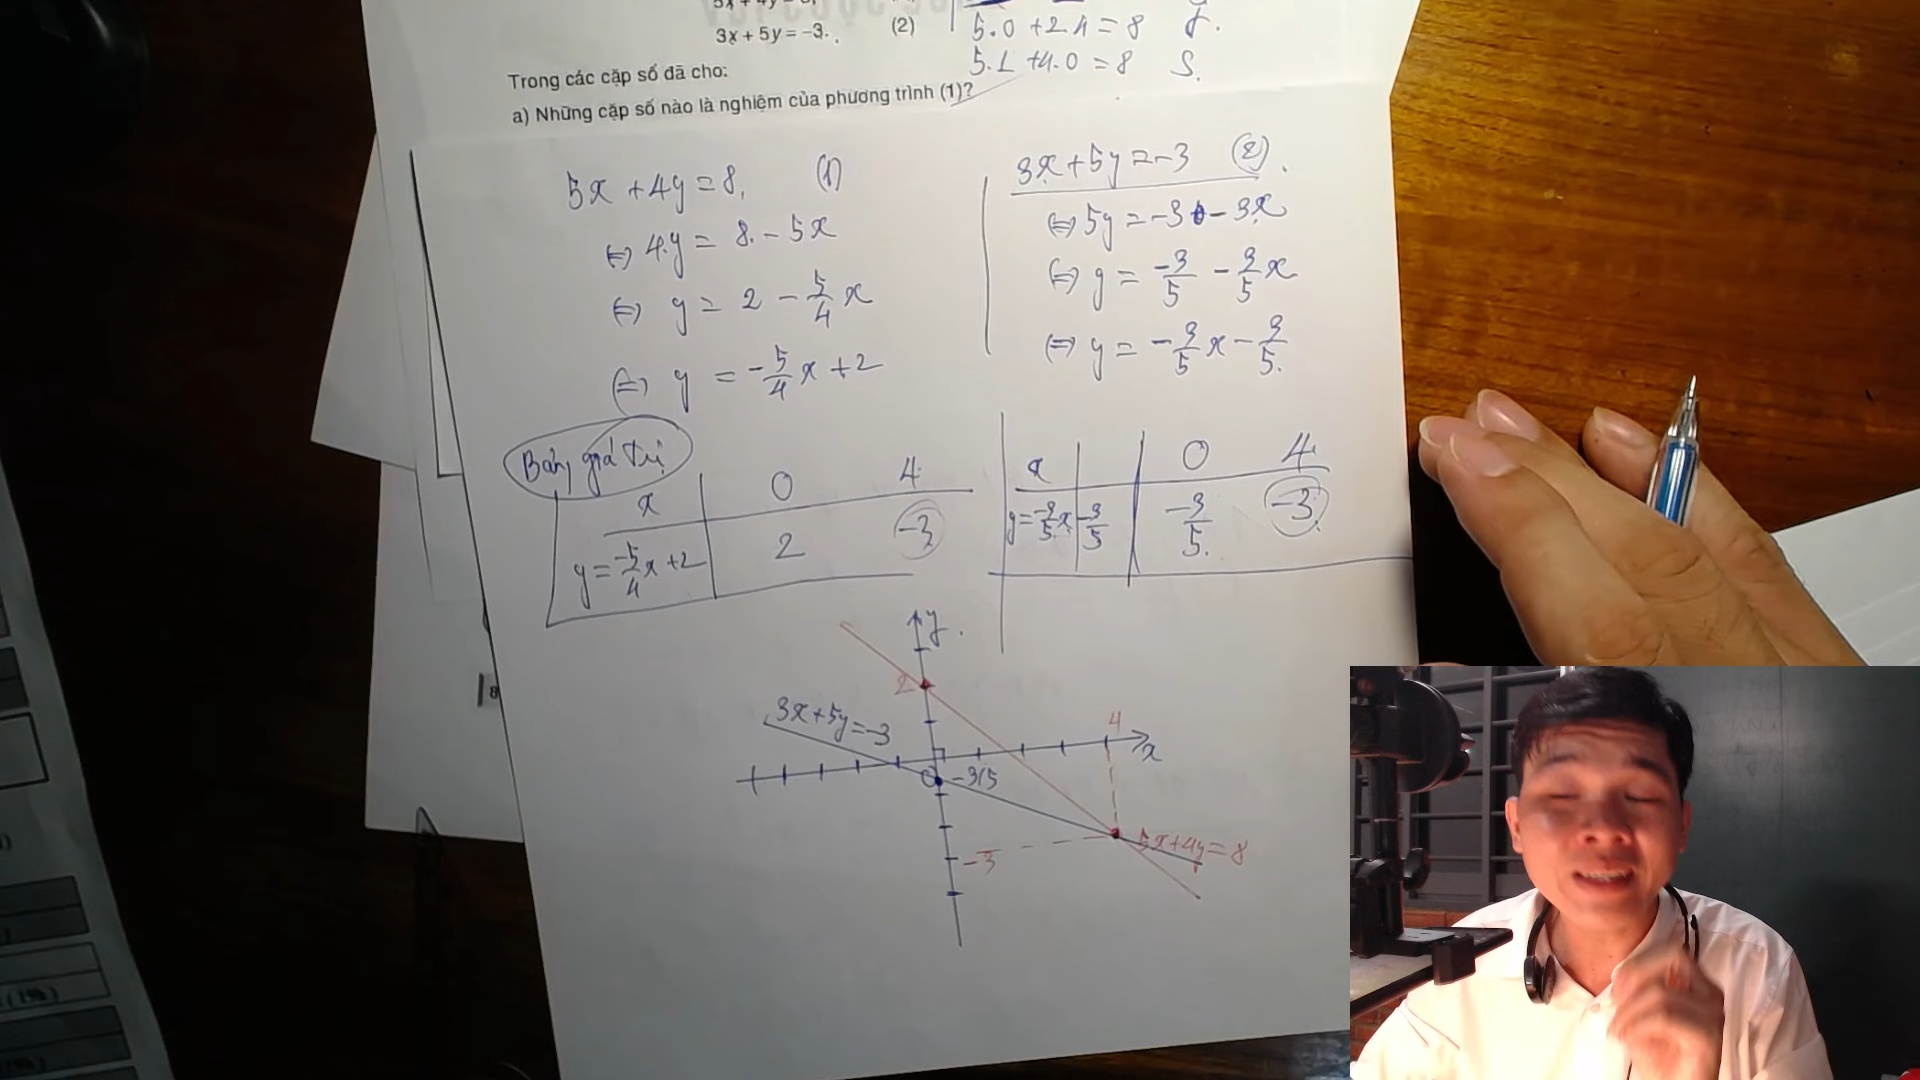 3x + 5y = −3. (2)
5.0 + 2.4 = 8 đ.
5.1 + 4.0 = 8 S.
Trong các cặp số đã cho:
a) Những cặp số nào là nghiệm của phương trình (1)?
5x + 4y = 8, (1)
⇔ 4.y = 8 - 5x
⇔ y = 2 - 5/4 x
⇔ y = -5/4 x + 2
3x + 5y = -3 (2).
⇔ 5y = -3 - 3x
⇔ y = -3/5 - 3/5 x
⇔ y = -3/5 x - 3/5.
Bảng giá trị
x 0 4
y = -5/4 x + 2 2 -3
x 0 4
y = -3/5 x -3/5 -3/5. -3
y.
2
3x + 5y = -3
4
x
O -3/5
5x + 4y = 8
-3
8